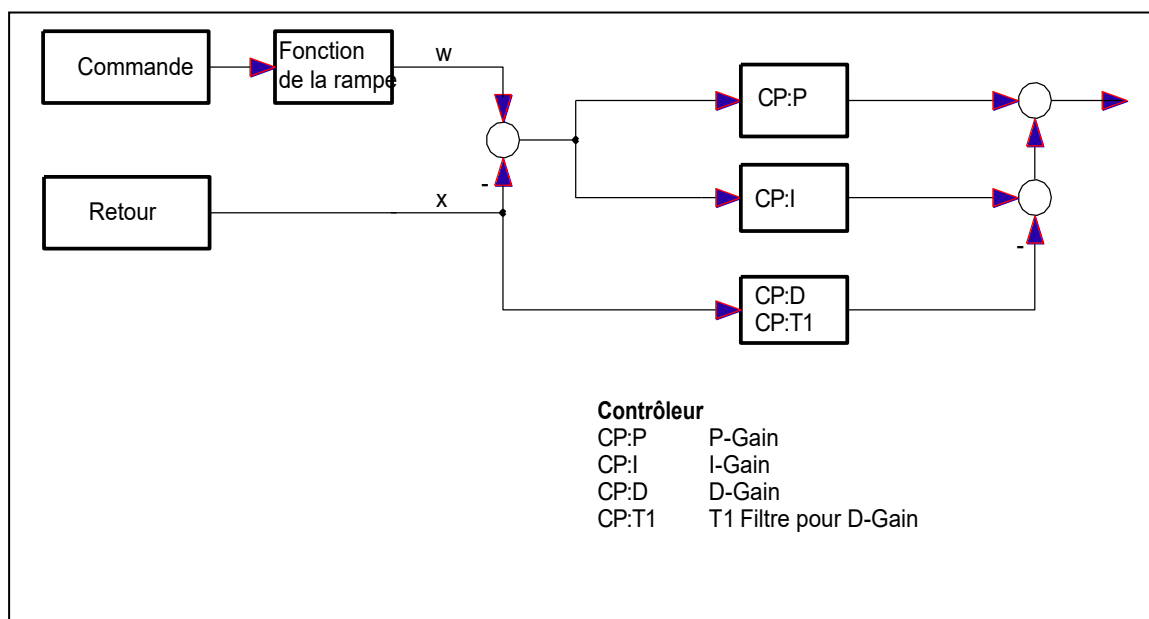 Commande
Fonction
de la rampe
w
CP:P
-
x
Retour
CP:I
-
CP:D
CP:T1
Contrôleur
CP:P P-Gain
CP:I I-Gain
CP:D D-Gain
CP:T1 T1 Filtre pour D-Gain